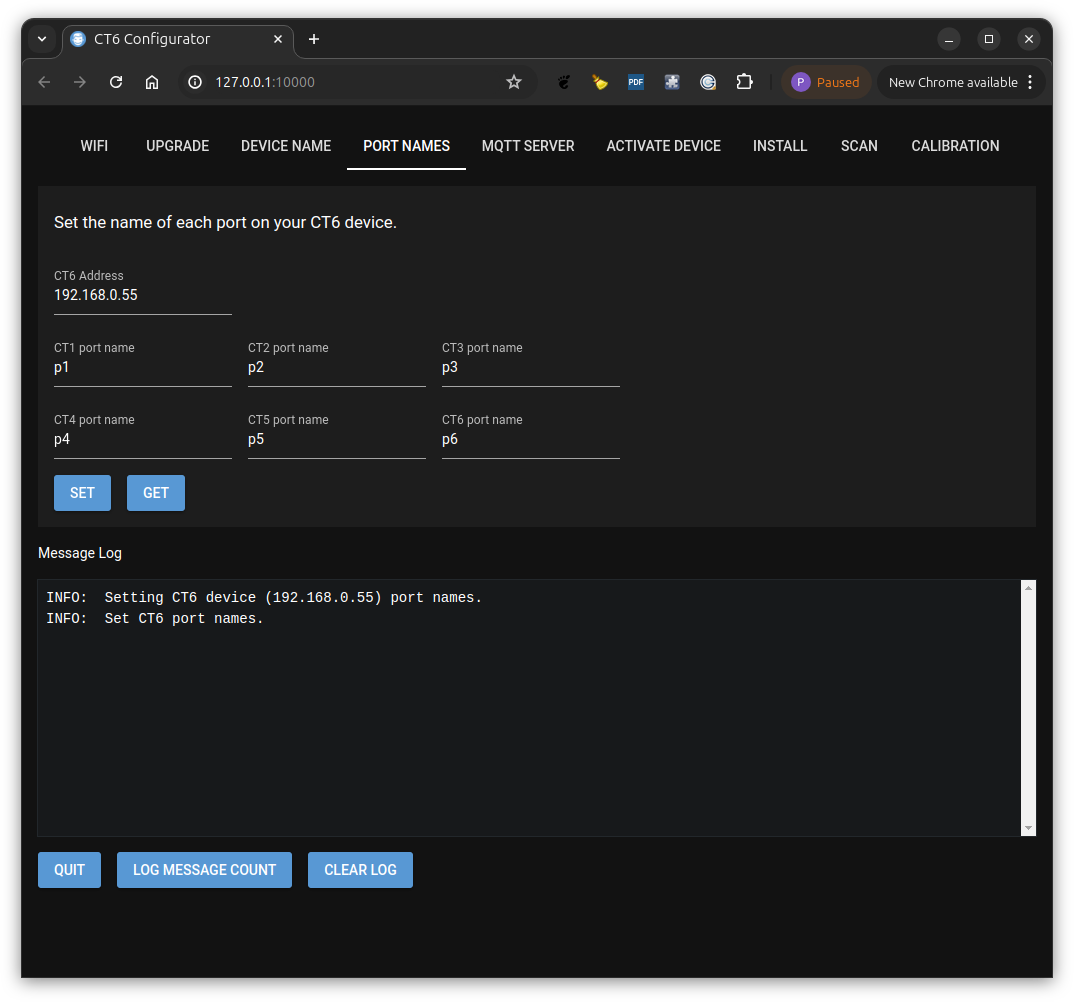 CT6 Configurator
127.0.0.1:10000
PDF
P
Paused
New Chrome available
WIFI
UPGRADE
DEVICE NAME
PORT NAMES
MQTT SERVER
ACTIVATE DEVICE
INSTALL
SCAN
CALIBRATION
Set the name of each port on your CT6 device.
CT6 Address
192.168.0.55
CT1 port name
CT2 port name
CT3 port name
p1
p2
p3
CT4 port name
CT5 port name
CT6 port name
p4
p5
p6
SET
GET
Message Log
INFO:  Setting CT6 device (192.168.0.55) port names.
INFO:  Set CT6 port names.
QUIT
LOG MESSAGE COUNT
CLEAR LOG